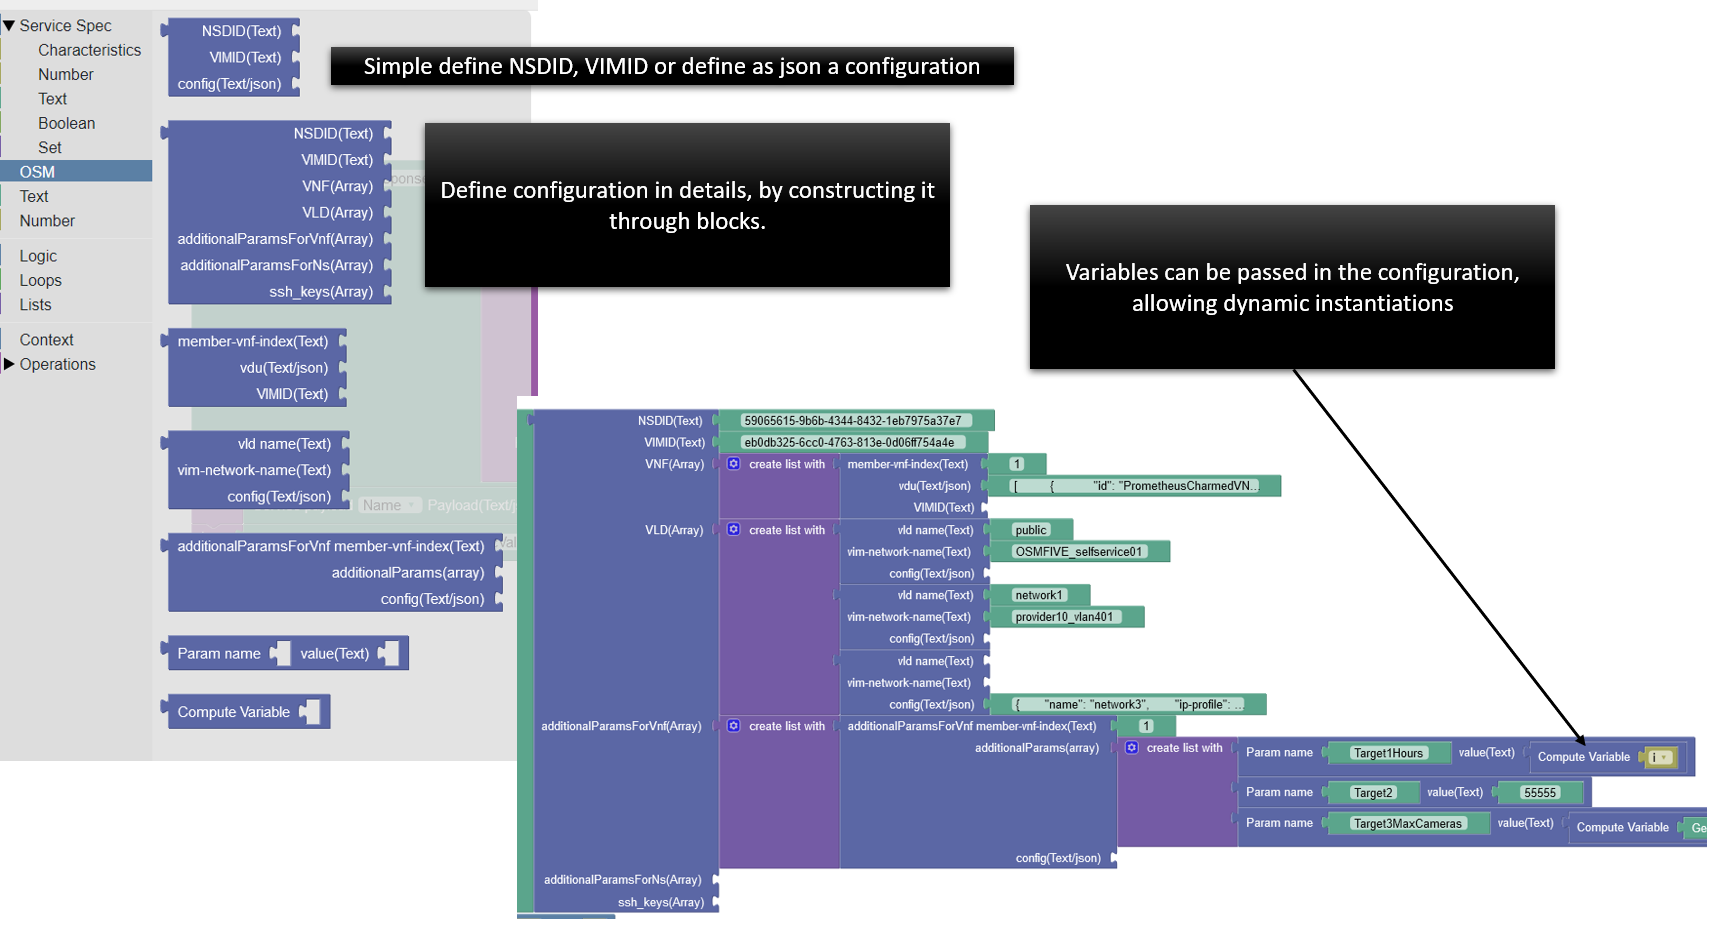 Service Spec
Characteristics
Number
Text
Boolean
Set
OSM
Text
Number
Logic
Loops
Lists
Context
Operations
NSDID(Text)
VIMID(Text)
config(Text/json)
Simple define NSDID, VIMID or define as json a configuration
NSDID(Text)
VIMID(Text)
VNF(Array)
VLD(Array)
additionalParamsForVnf(Array)
additionalParamsForNs(Array)
ssh_keys(Array)
Define configuration in details, by constructing it
through blocks.
Variables can be passed in the configuration,
allowing dynamic instantiations
member-vnf-index(Text)
vdu(Text/json)
VIMID(Text)
vld name(Text)
vim-network-name(Text)
config(Text/json)
Name Payload(Text/j
additionalParamsForVnf member-vnf-index(Text)
additionalParams(array)
config(Text/json)
Param name value(Text)
Compute Variable
NSDID(Text) 59065615-9b6b-4344-8432-1eb7975a37e7
VIMID(Text) eb0db325-6cc0-4763-813e-0d06ff754a4e
VNF(Array) create list with member-vnf-index(Text) 1
vdu(Text/json) [ { "id": "PrometheusCharmedVN...
VIMID(Text)
VLD(Array) create list with vld name(Text) public
vim-network-name(Text) OSMFIVE_selfservice01
config(Text/json)
vld name(Text) network1
vim-network-name(Text) provider10_vlan401
config(Text/json)
vld name(Text)
vim-network-name(Text)
config(Text/json) { "name": "network3", "ip-profile": ...
additionalParamsForVnf(Array) create list with additionalParamsForVnf member-vnf-index(Text) 1
additionalParams(array) create list with Param name Target1Hours value(Text) Compute Variable i
Param name Target2 value(Text) 55555
Param name Target3MaxCameras value(Text) Compute Variable Ge
config(Text/json)
additionalParamsForNs(Array)
ssh_keys(Array)